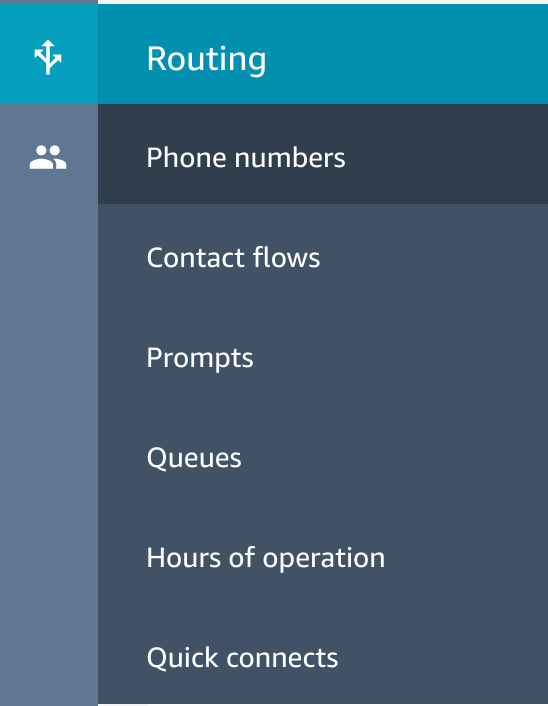 Routing
Phone numbers
Contact flows
Prompts
Queues
Hours of operation
Quick connects